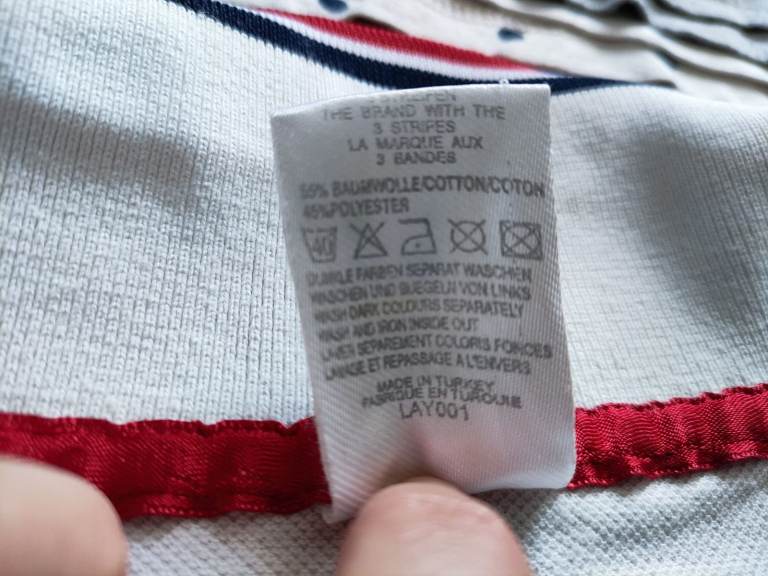 THE BRAND WITH THE
3 STRIPES
LA MARQUE AUX
3 BANDES
55% BAUMWOLLE/COTTON/COTON
45%POLYESTER
40
DUNKLE FARBEN SEPARAT WASCHEN
WASCHEN UND BUEGELN VON LINKS
WASH DARK COLOURS SEPARATELY
WASH AND IRON INSIDE OUT
LAVER SEPAREMENT COLORIS FONCES
LAVAGE ET REPASSAGE A L'ENVERS
MADE IN TURKEY
FABRIQUE EN TURQUIE
LAY001